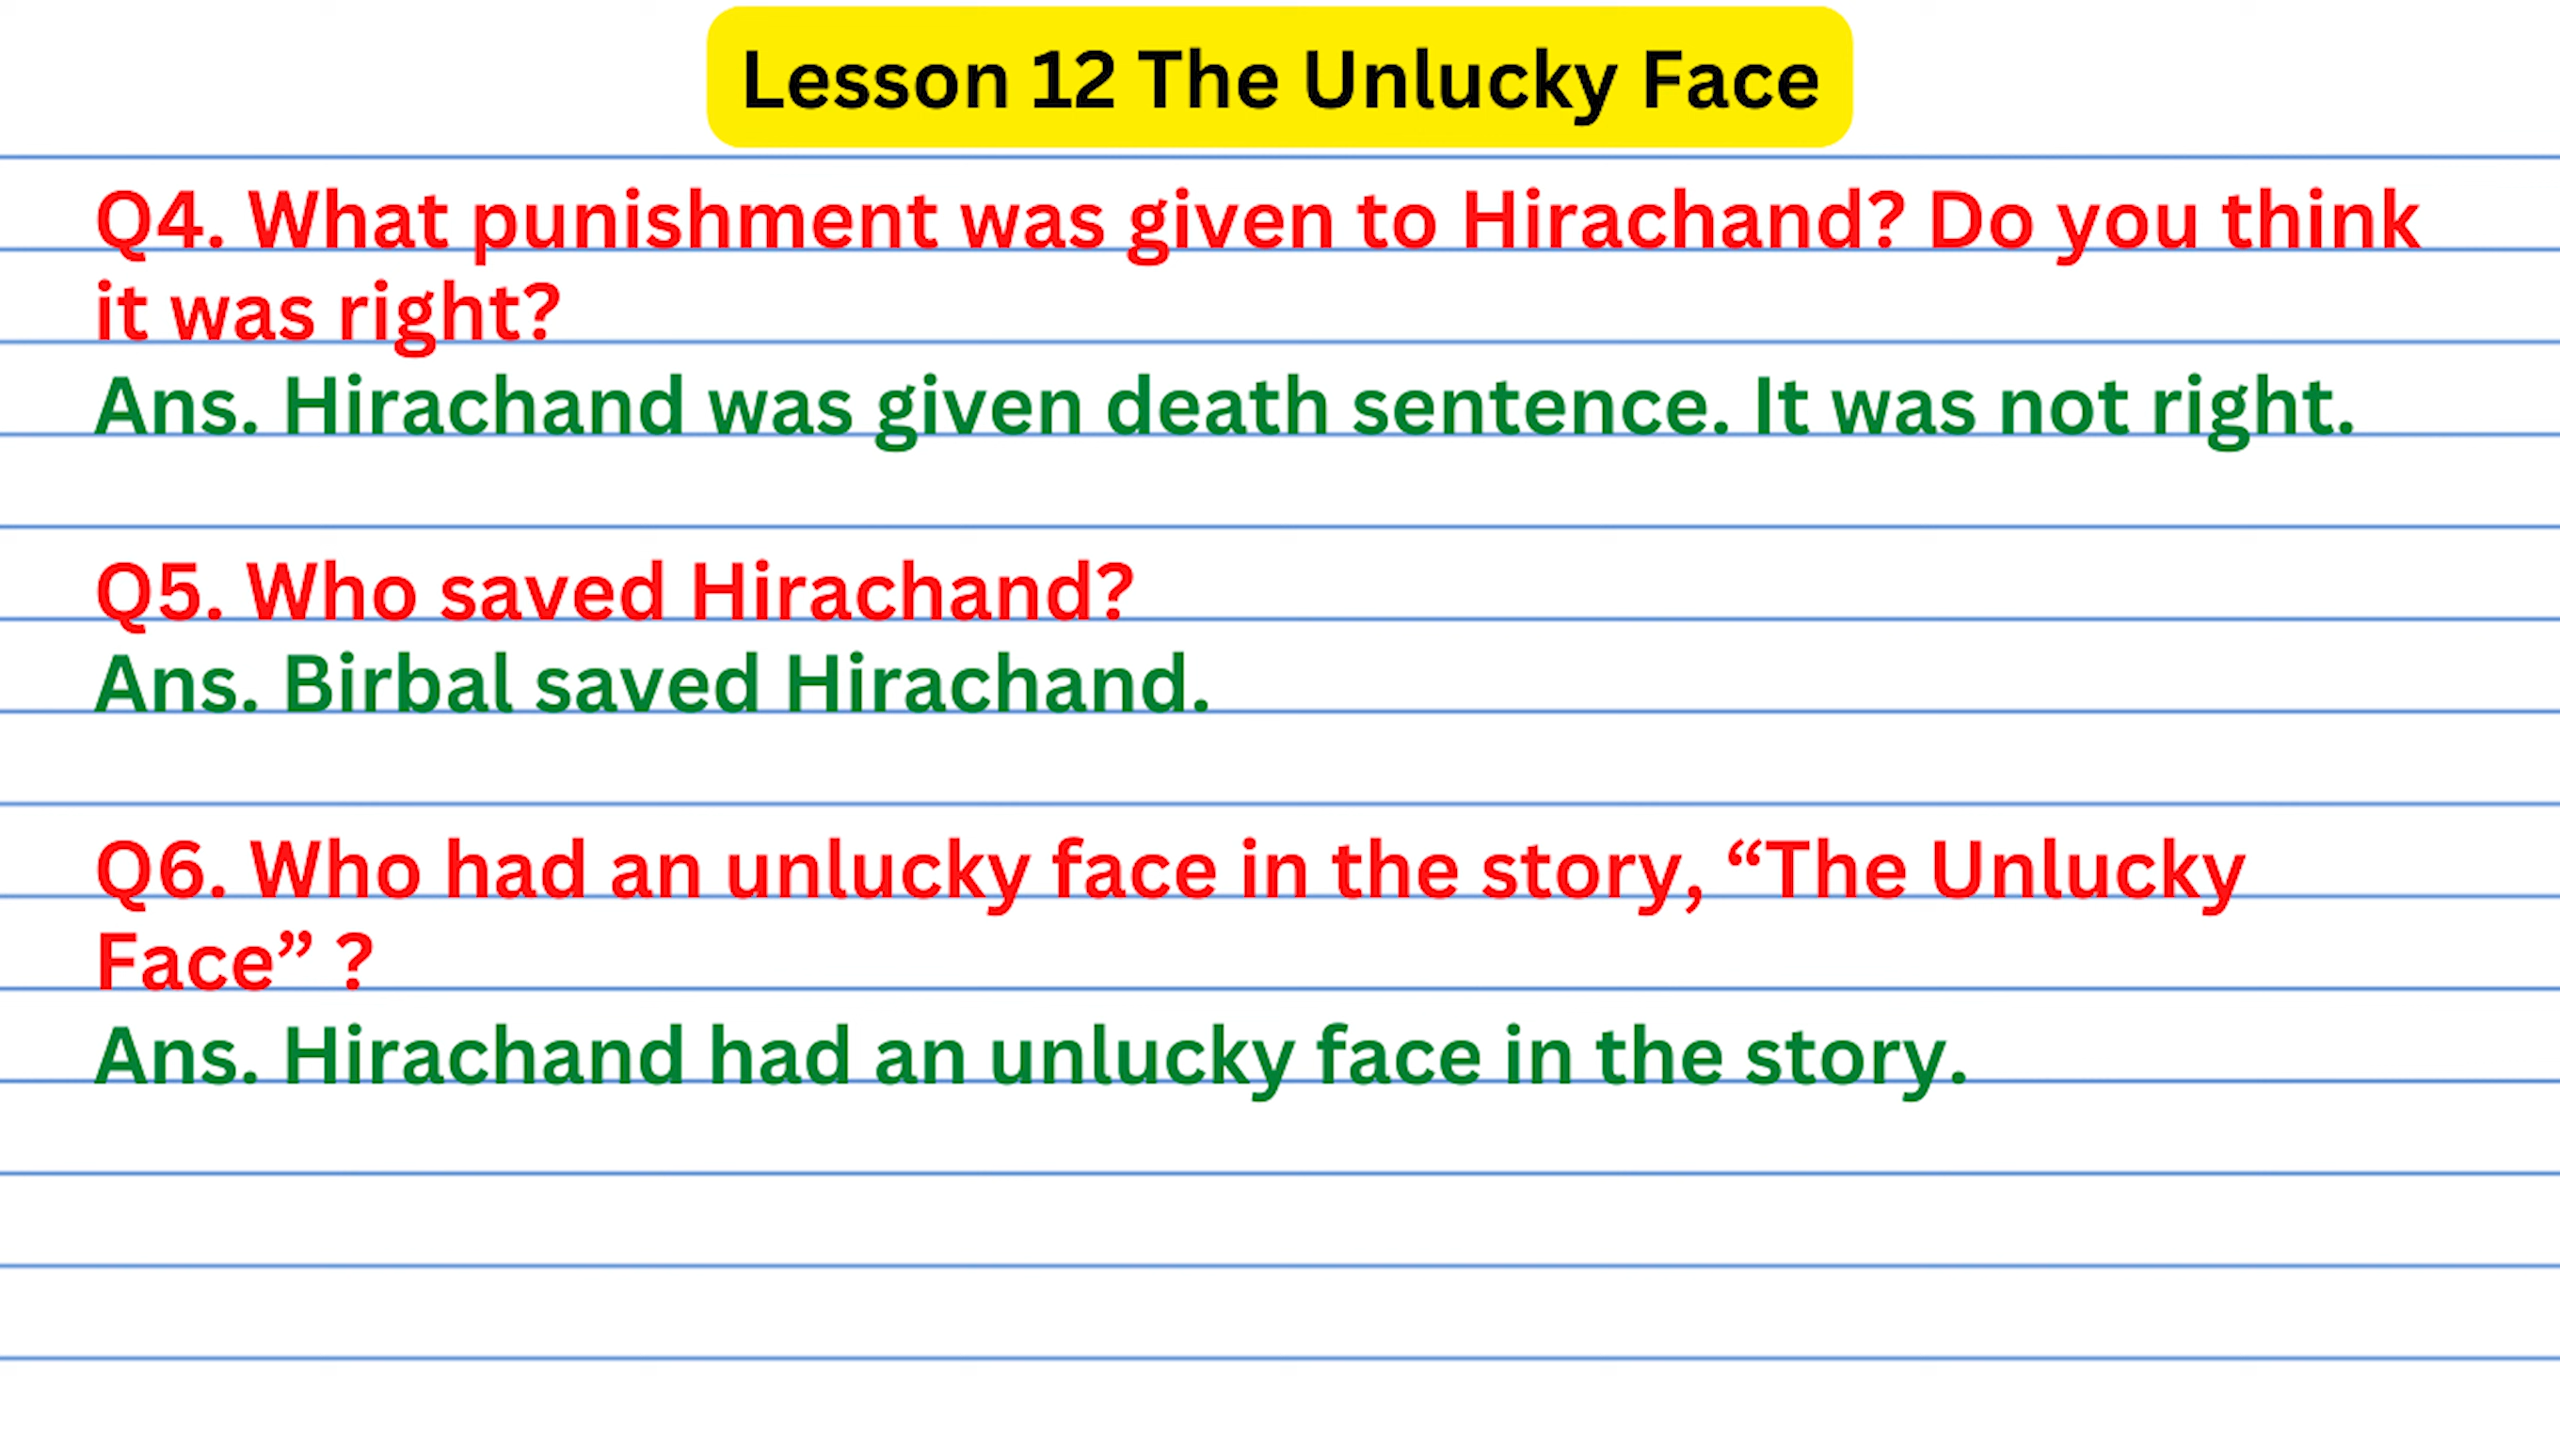 Lesson 12 The Unlucky Face
Q4. What punishment was given to Hirachand? Do you think
it was right?
Ans. Hirachand was given death sentence. It was not right.
Q5. Who saved Hirachand?
Ans. Birbal saved Hirachand.
Q6. Who had an unlucky face in the story, “The Unlucky
Face” ?
Ans. Hirachand had an unlucky face in the story.